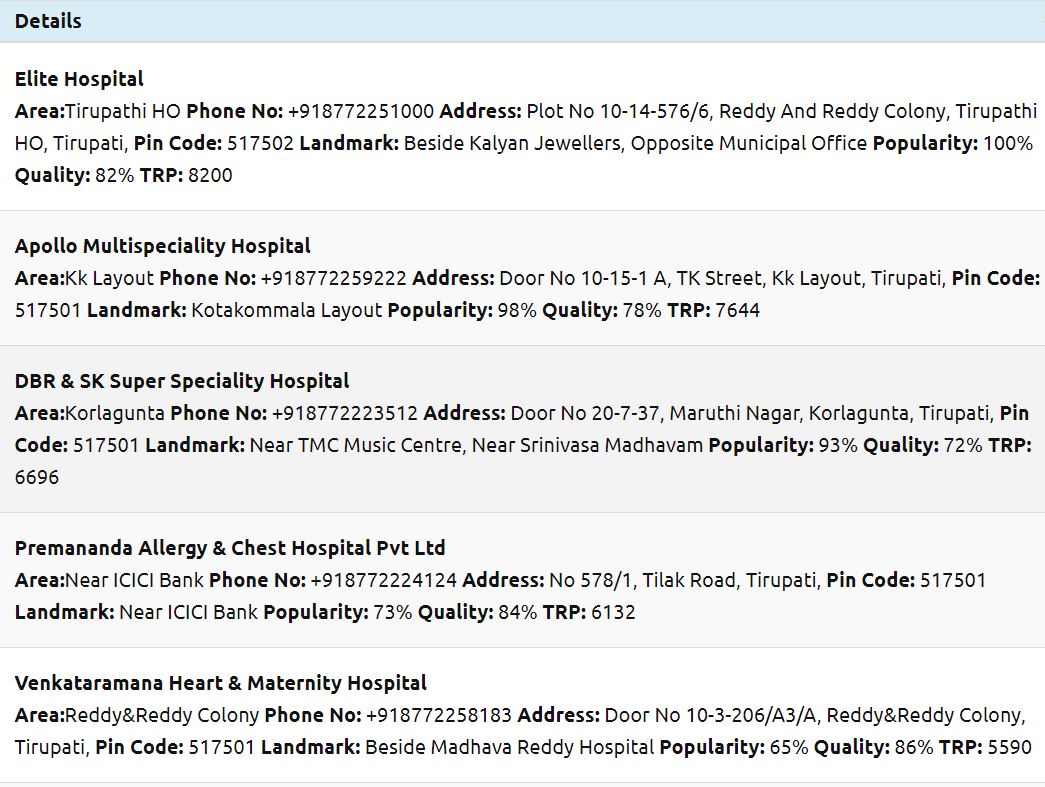 Details
Elite Hospital
Area:Tirupathi HO Phone No: +918772251000 Address: Plot No 10-14-576/6, Reddy And Reddy Colony, Tirupathi
HO, Tirupati, Pin Code: 517502 Landmark: Beside Kalyan Jewellers, Opposite Municipal Office Popularity: 100%
Quality: 82% TRP: 8200
Apollo Multispeciality Hospital
Area:Kk Layout Phone No: +918772259222 Address: Door No 10-15-1 A, TK Street, Kk Layout, Tirupati, Pin Code:
517501 Landmark: Kotakommala Layout Popularity: 98% Quality: 78% TRP: 7644
DBR & SK Super Speciality Hospital
Area:Korlagunta Phone No: +918772223512 Address: Door No 20-7-37, Maruthi Nagar, Korlagunta, Tirupati, Pin
Code: 517501 Landmark: Near TMC Music Centre, Near Srinivasa Madhavam Popularity: 93% Quality: 72% TRP:
6696
Premananda Allergy & Chest Hospital Pvt Ltd
Area:Near ICICI Bank Phone No: +918772224124 Address: No 578/1, Tilak Road, Tirupati, Pin Code: 517501
Landmark: Near ICICI Bank Popularity: 73% Quality: 84% TRP: 6132
Venkataramana Heart & Maternity Hospital
Area:Reddy&Reddy Colony Phone No: +918772258183 Address: Door No 10-3-206/A3/A, Reddy&Reddy Colony,
Tirupati, Pin Code: 517501 Landmark: Beside Madhava Reddy Hospital Popularity: 65% Quality: 86% TRP: 5590